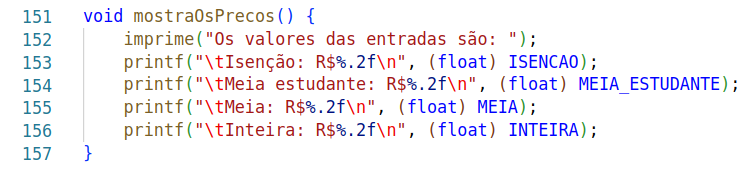 151 void mostraOsPrecos() {
152 imprime("Os valores das entradas são: ");
153 printf("\tIsenção: R$%.2f\n", (float) ISENCAO);
154 printf("\tMeia estudante: R$%.2f\n", (float) MEIA_ESTUDANTE);
155 printf("\tMeia: R$%.2f\n", (float) MEIA);
156 printf("\tInteira: R$%.2f\n", (float) INTEIRA);
157 }